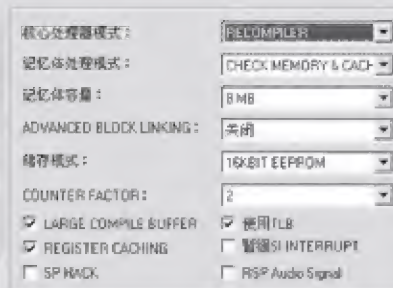 核心处理器模式: RECOMPILER
记忆体处理模式: CHECK MEMORY & CACH
记忆体容量: 8 MB
ADVANCED BLOCK LINKING: 关闭
储存模式: 16KBIT EEPROM
COUNTER FACTOR: 2
LARGE COMPILE BUFFER 使用TLB
REGISTER CACHING SI INTERRUPT
SP HACK RSP Audio Signal